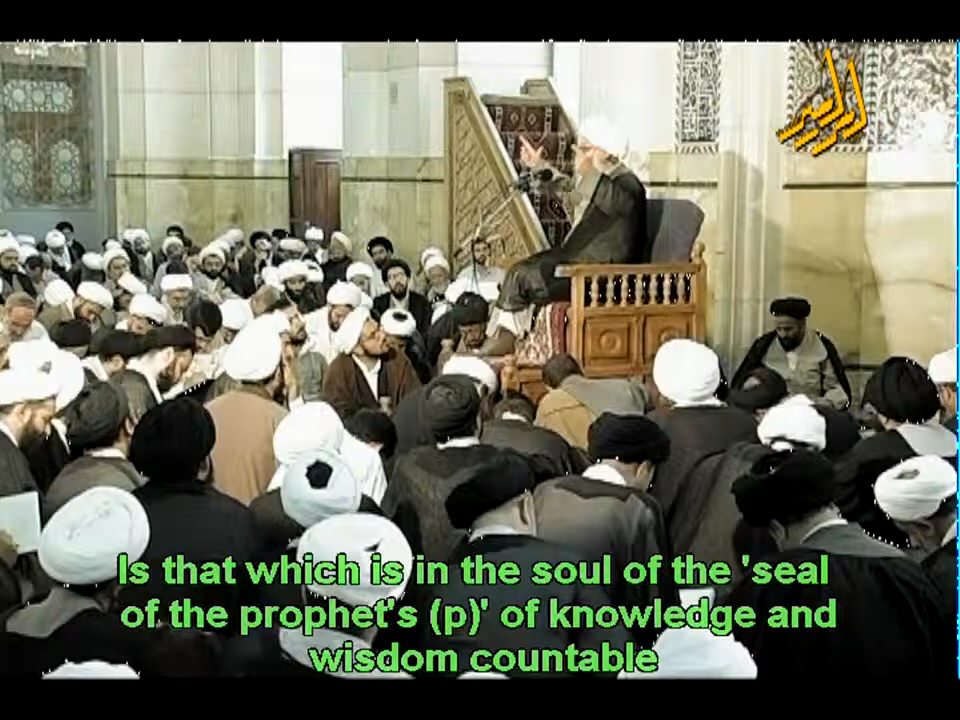 Is that which is in the soul of the 'seal
of the prophet's (p)' of knowledge and
wisdom countable